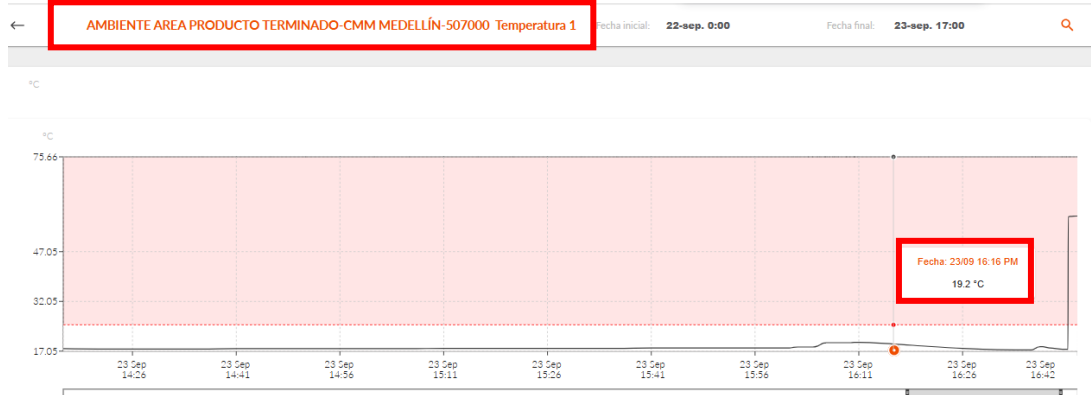 ← AMBIENTE AREA PRODUCTO TERMINADO-CMM MEDELLÍN-507000 Temperatura 1 Fecha inicial: 22-sep. 0:00 Fecha final: 23-sep. 17:00
°C
°C
75.66
47.05
Fecha: 23/09 16:16 PM
19.2 °C
32.05
17.05
23 Sep 14:26
23 Sep 14:41
23 Sep 14:56
23 Sep 15:11
23 Sep 15:26
23 Sep 15:41
23 Sep 15:56
23 Sep 16:11
23 Sep 16:26
23 Sep 16:42